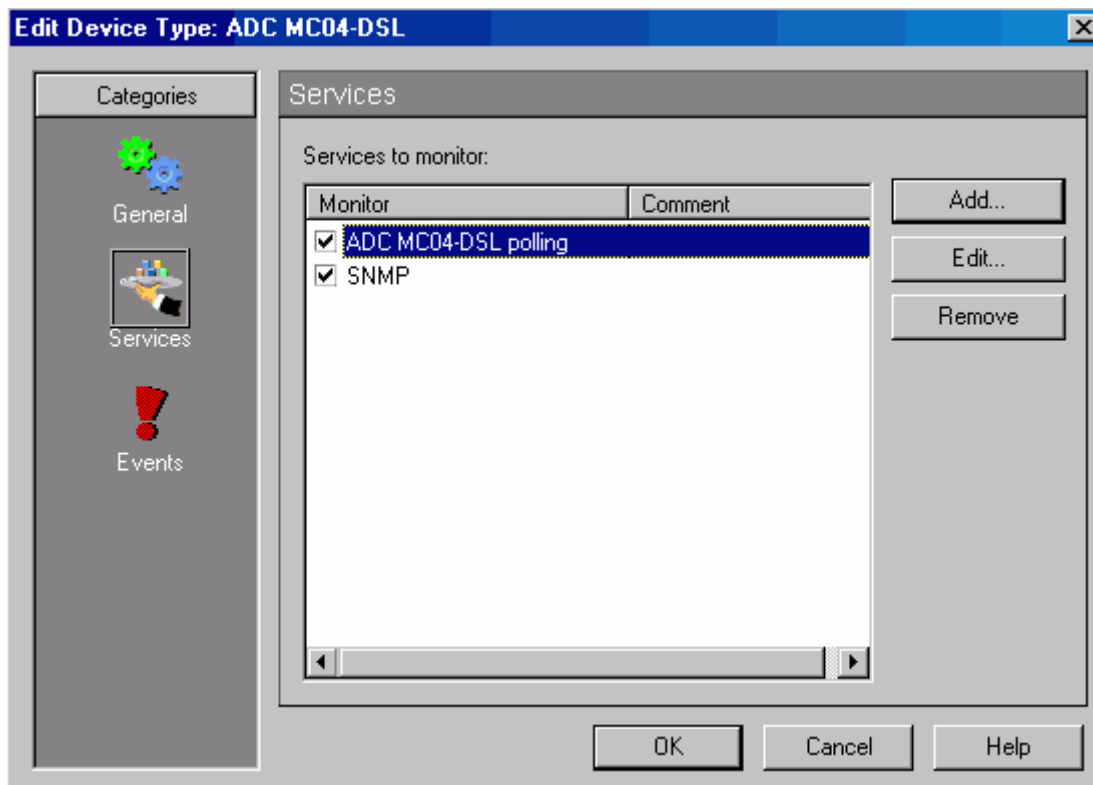 Edit Device Type: ADC MC04-DSL
Categories
General
Services
Events
Services
Services to monitor:
Monitor Comment
ADC MC04-DSL polling
SNMP
Add...
Edit...
Remove
OK Cancel Help